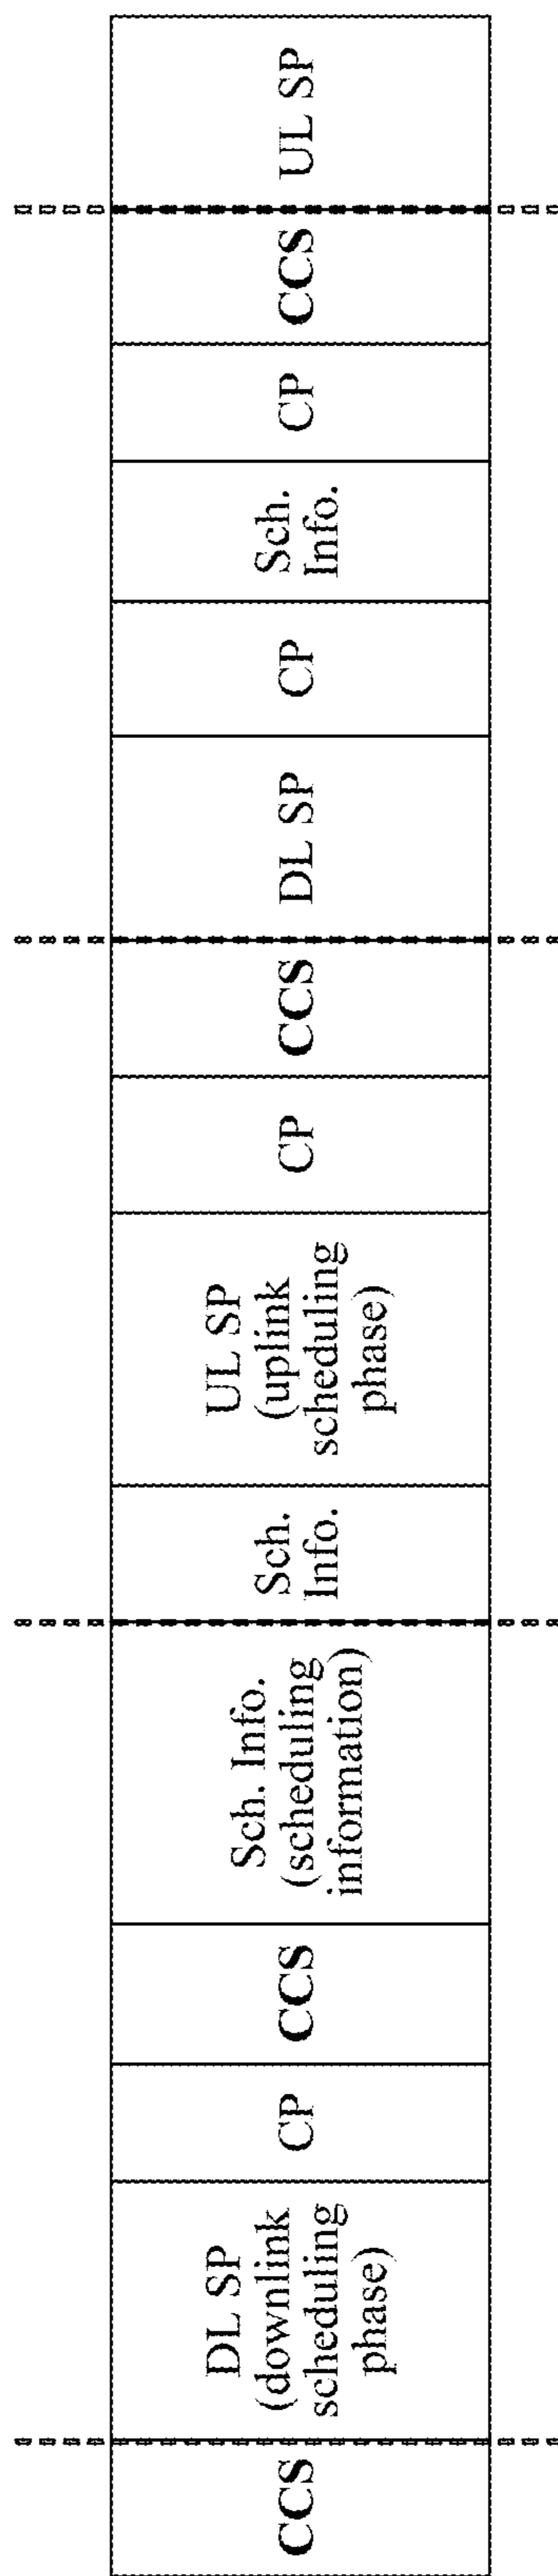 CCS
DL SP
(downlink
scheduling
phase)
CP
CCS
Sch. Info.
(scheduling
information)
Sch.
Info.
UL SP
(uplink
scheduling
phase)
CP
CCS
DL SP
CP
Sch.
Info.
CP
CCS
UL SP